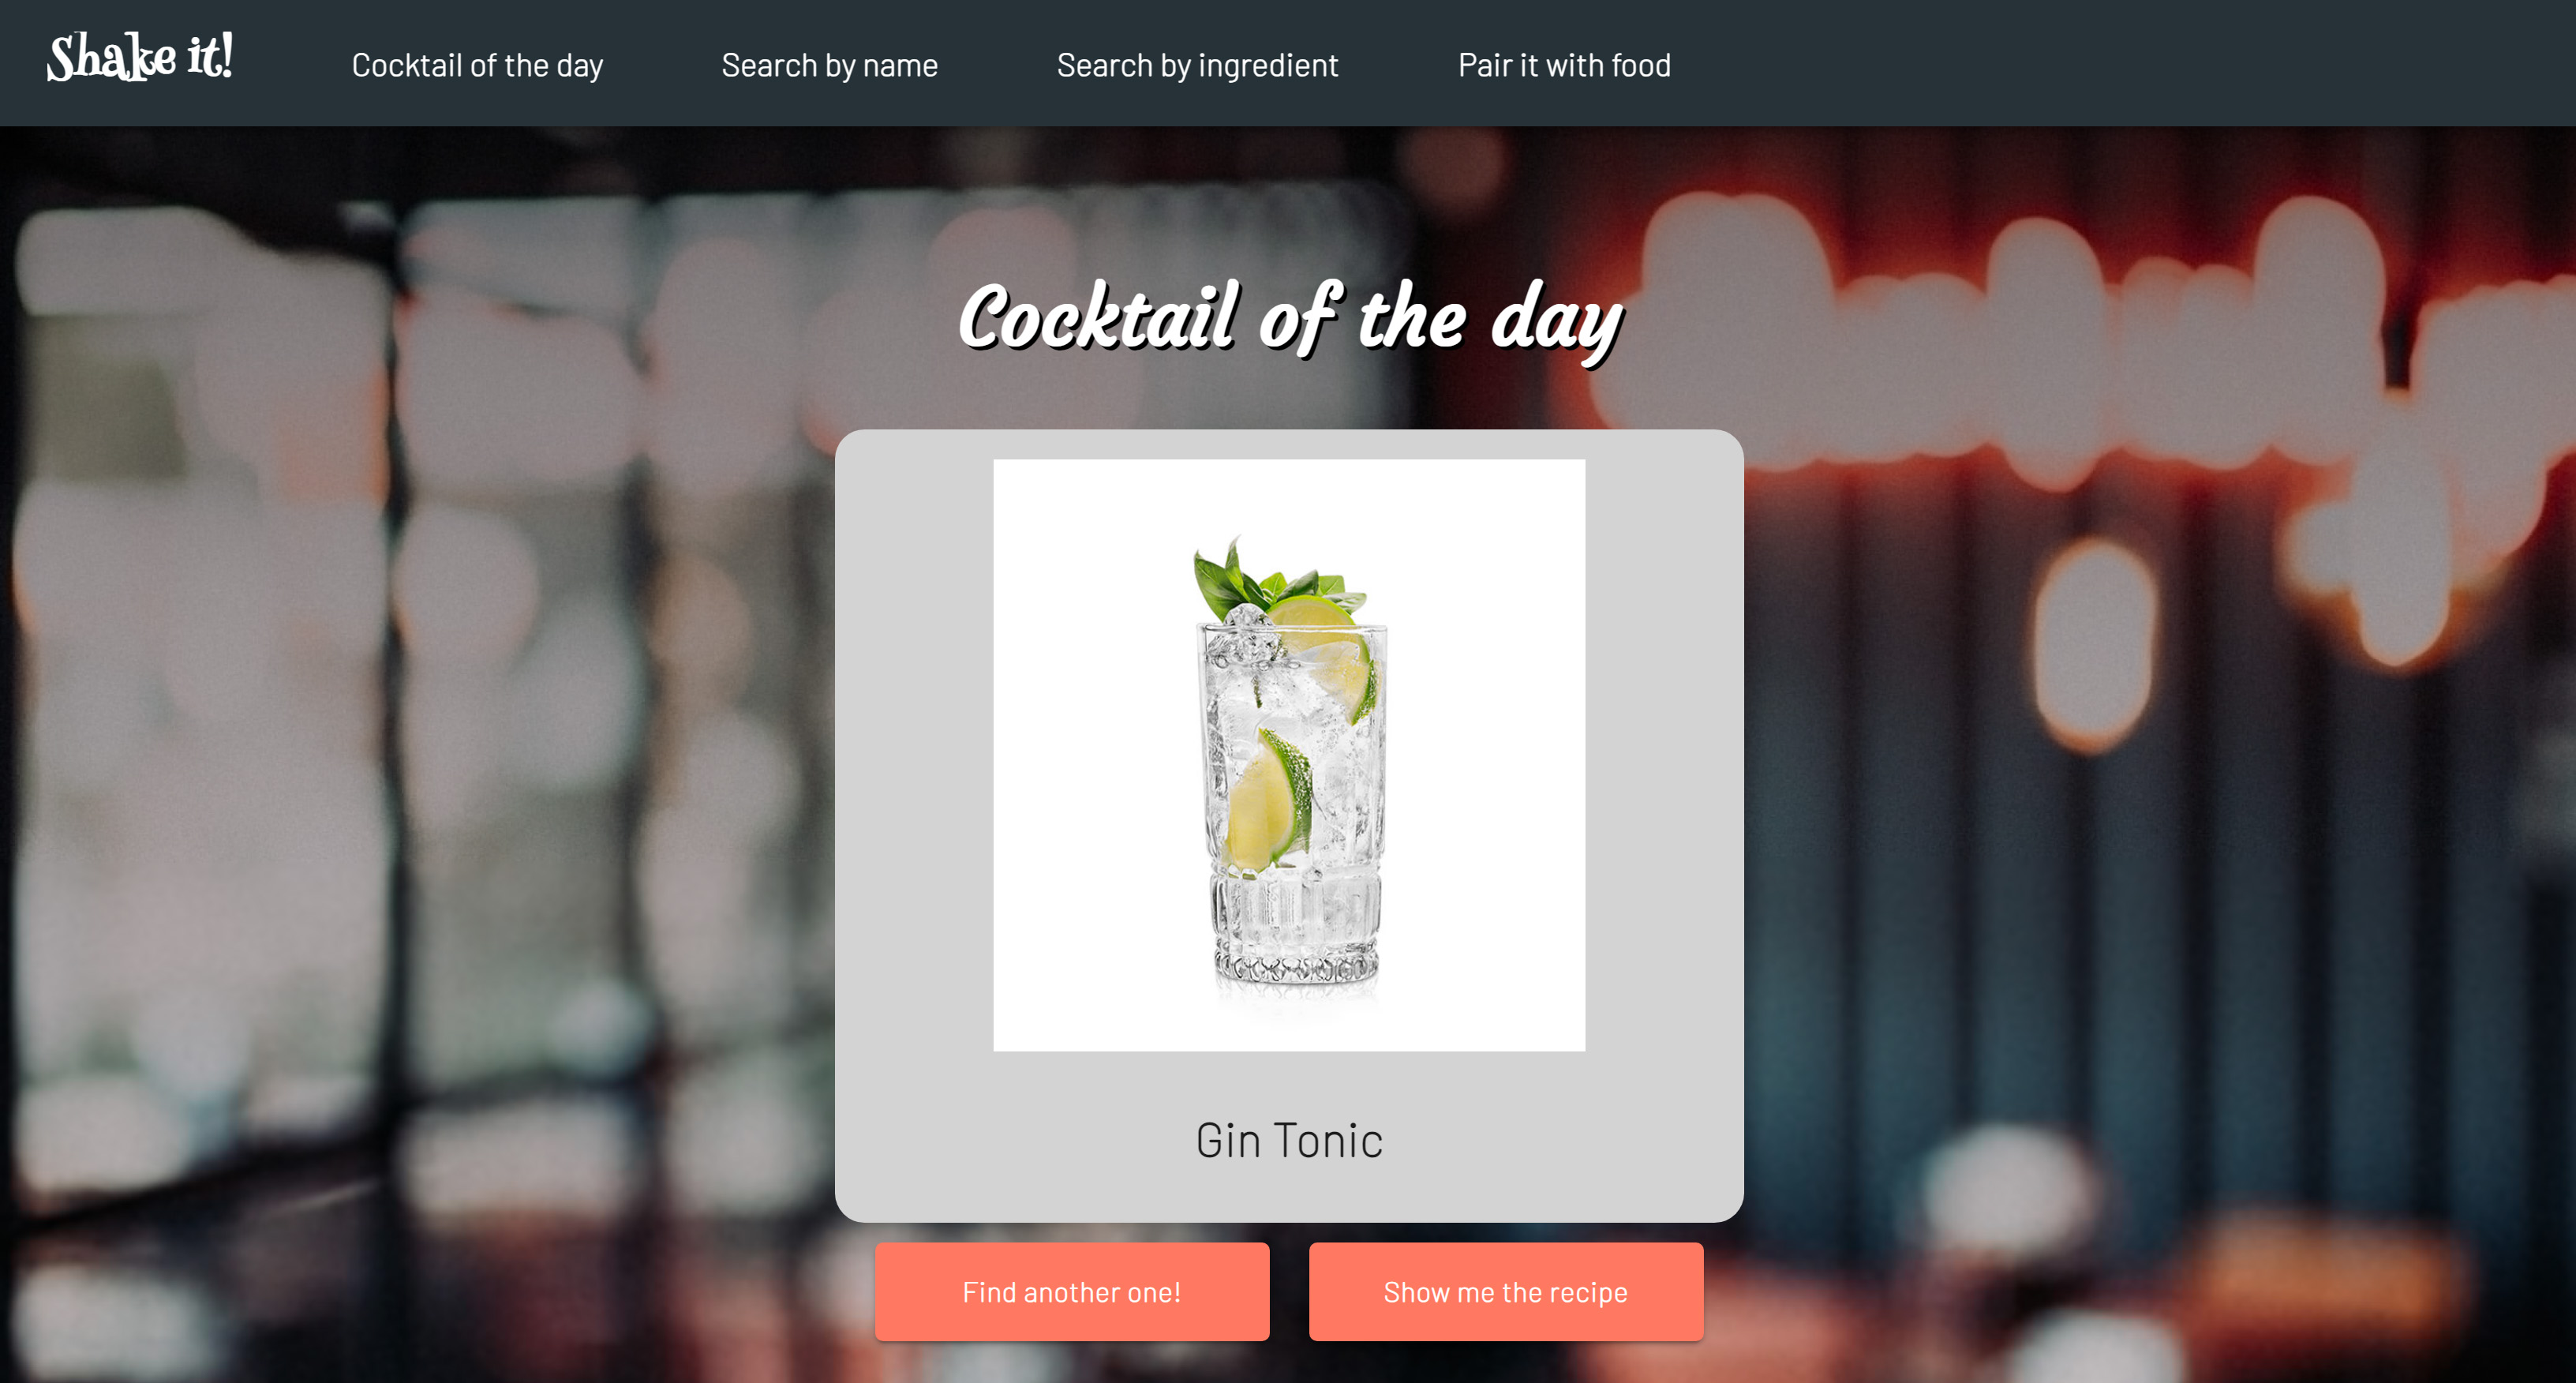 Shake it!
Cocktail of the day
Search by name
Search by ingredient
Pair it with food
Cocktail of the day
Gin Tonic
Find another one!
Show me the recipe